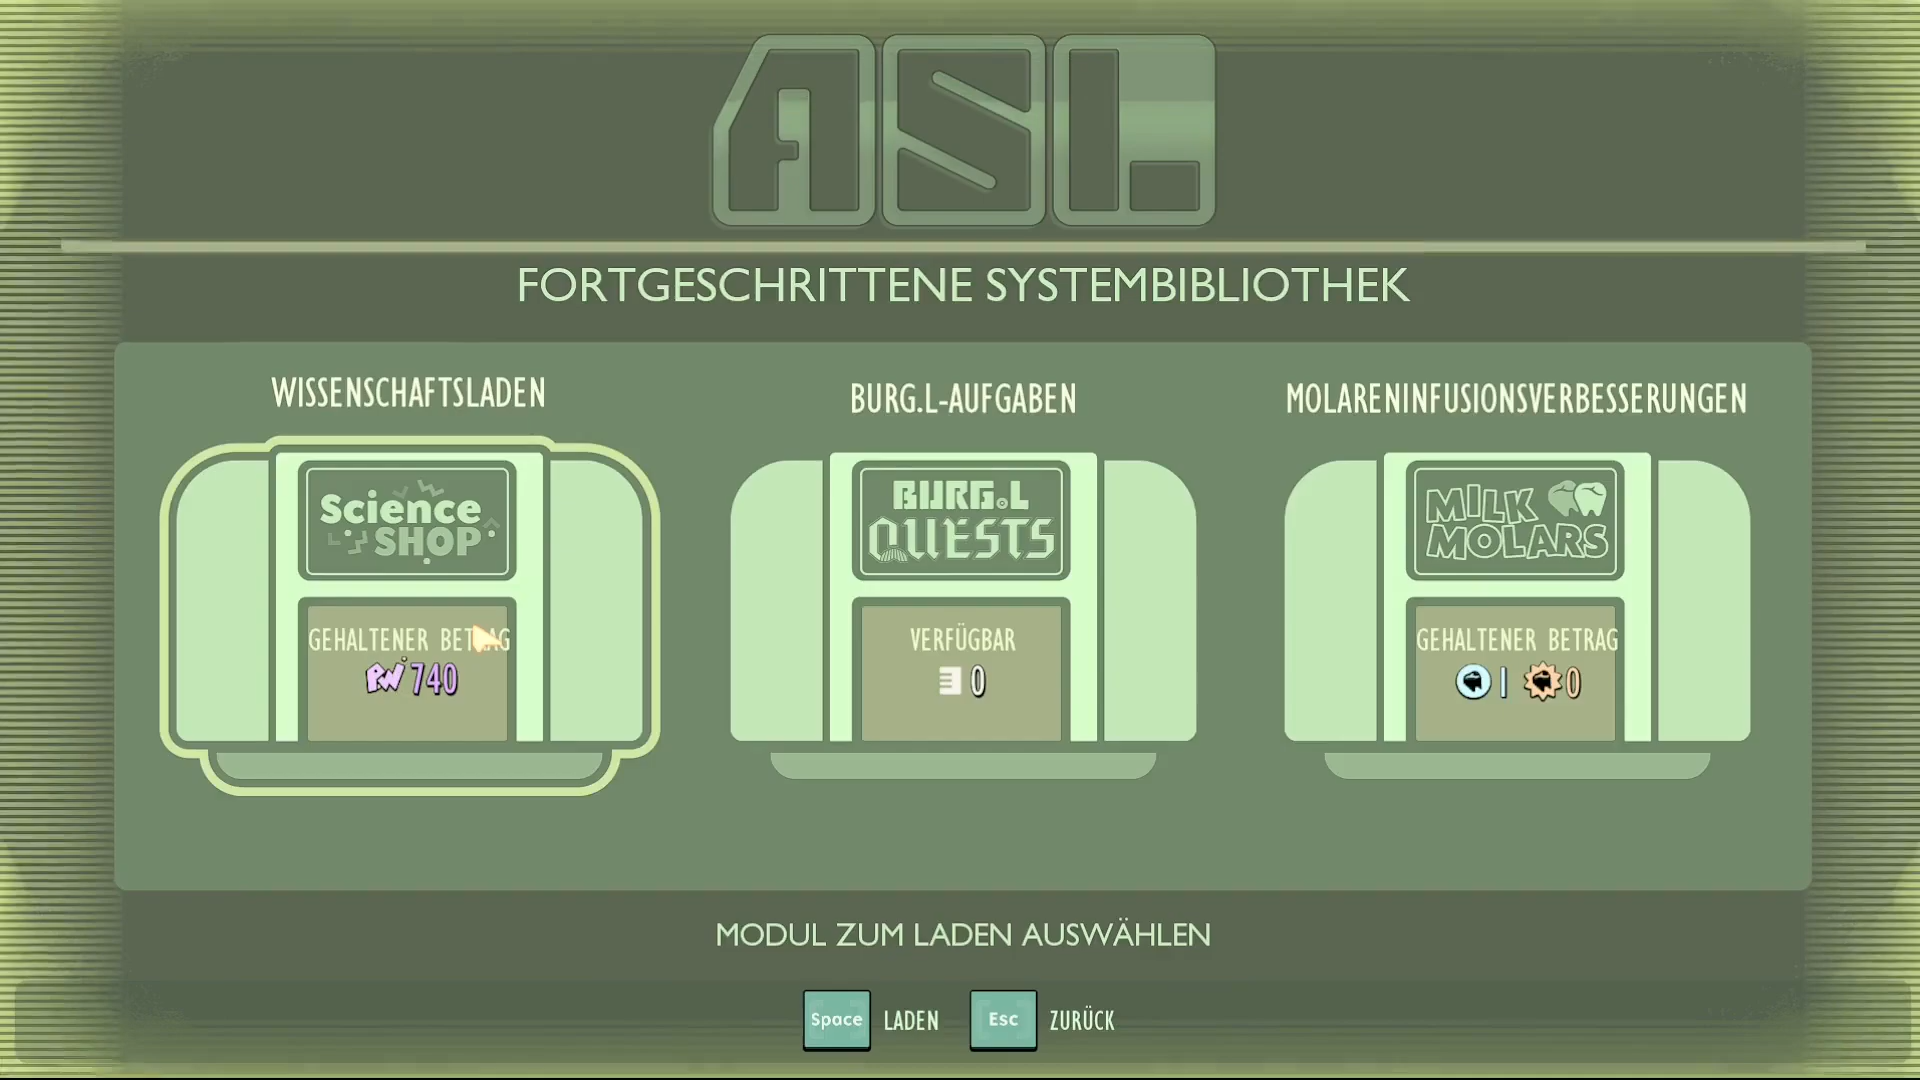 ASL
FORTGESCHRITTENE SYSTEMBIBLIOTHEK
WISSENSCHAFTSLADEN
Science
SHOP
GEHALTENER BETRAG
RW 740
BURG.L-AUFGABEN
BURG.L
QUESTS
VERFÜGBAR
0
MOLARENINFUSIONSVERBESSERUNGEN
MILK
MOLARS
GEHALTENER BETRAG
1 0
MODUL ZUM LADEN AUSWÄHLEN
Space LADEN Esc ZURÜCK